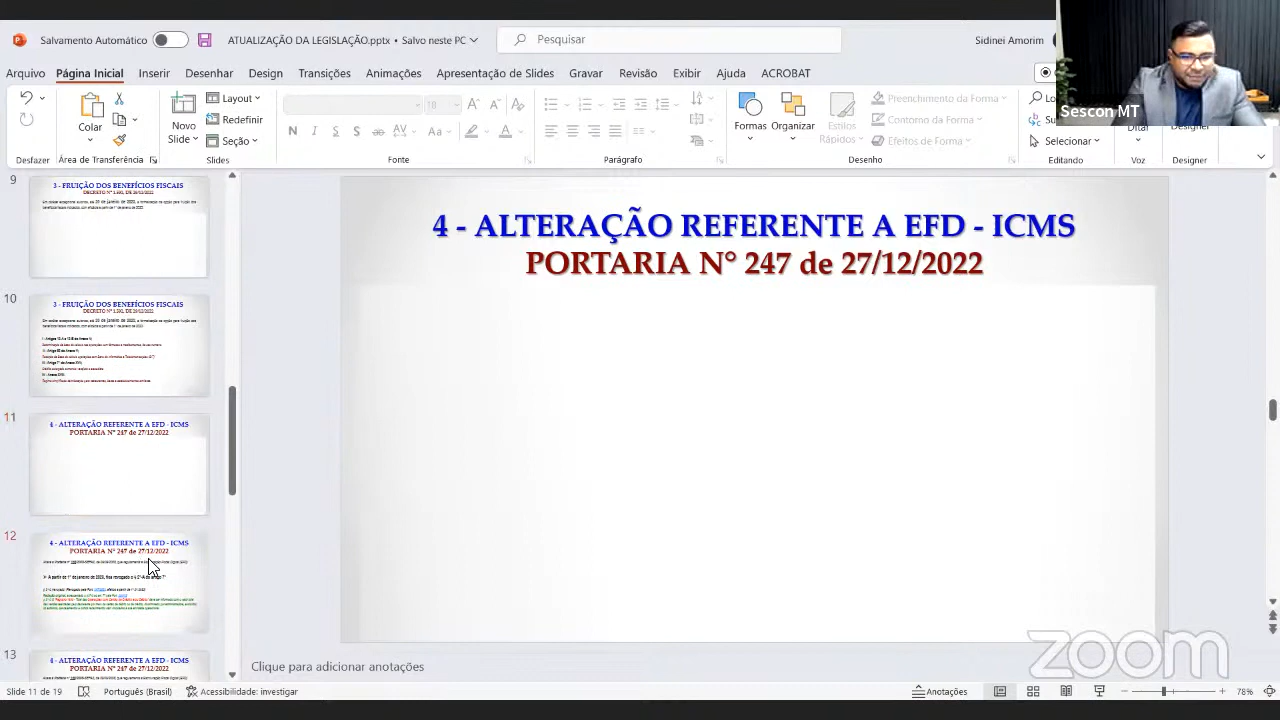 Salvamento Automático
ATUALIZAÇÃO DA LEGISLAÇÃO.pptx • Salvo neste PC
Pesquisar
Sidinei Amorim
Arquivo
Página Inicial
Inserir
Desenhar
Design
Transições
Animações
Apresentação de Slides
Gravar
Revisão
Exibir
Ajuda
ACROBAT
Sescon MT
Colar
Novo
Slide
Layout
Redefinir
Seção
Formas
Organizar
Estilos
Rápidos
Preenchimento da Forma
Contorno da Forma
Efeitos de Forma
Selecionar
Ditar
Designer
Desfazer
Área de Transferência
Slides
Fonte
Parágrafo
Desenho
Editando
Voz
Designer
9
3 - FRUIÇÃO DOS BENEFÍCIOS FISCAIS
10
3 - FRUIÇÃO DOS BENEFÍCIOS FISCAIS
11
4 - ALTERAÇÃO REFERENTE A EFD - ICMS
PORTARIA N° 247 de 27/12/2022
12
4 - ALTERAÇÃO REFERENTE A EFD - ICMS
PORTARIA N° 247 de 27/12/2022
13
4 - ALTERAÇÃO REFERENTE A EFD - ICMS
PORTARIA N° 247 de 27/12/2022
4 - ALTERAÇÃO REFERENTE A EFD - ICMS
PORTARIA N° 247 de 27/12/2022
Clique para adicionar anotações
zoom
Slide 11 de 19
Português (Brasil)
Acessibilidade: investigar
Anotações
78%